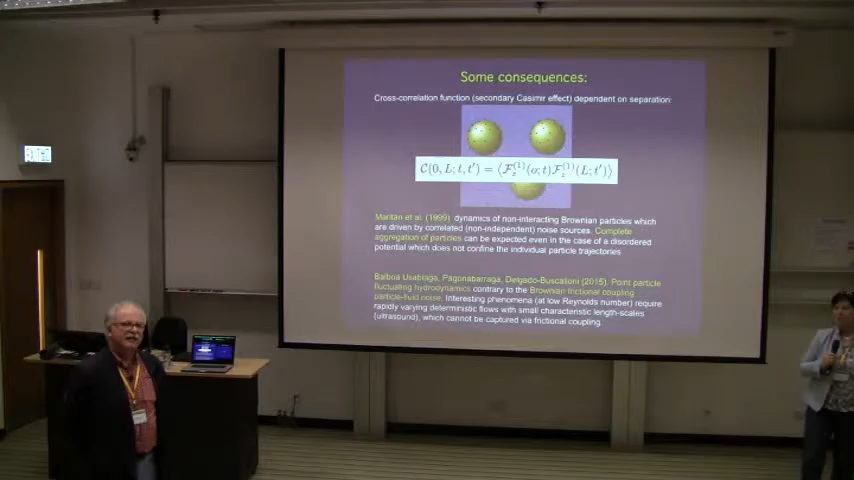 Some consequences:
Cross-correlation function (secondary Casimir effect) dependent on separation:
C(0, L; t, t') = ⟨F_z^(1)(o; t)F_z^(1)(L; t')⟩
Maritan et al. (1999) dynamics of non-interacting Brownian particles which
are driven by correlated (non-independent) noise sources. Complete
aggregation of particles can be expected even in the case of a disordered
potential which does not confine the individual particle trajectories
Balboa Usabiaga, Pagonabarraga, Delgado-Buscalioni (2015). Point particle
fluctuating hydrodynamics contrary to the Brownian frictional coupling
particle-fluid noise. Interesting phenomena (at low Reynolds number) require
rapidly varying deterministic flows with small characteristic length-scales
(ultrasound), which cannot be captured via frictional coupling.